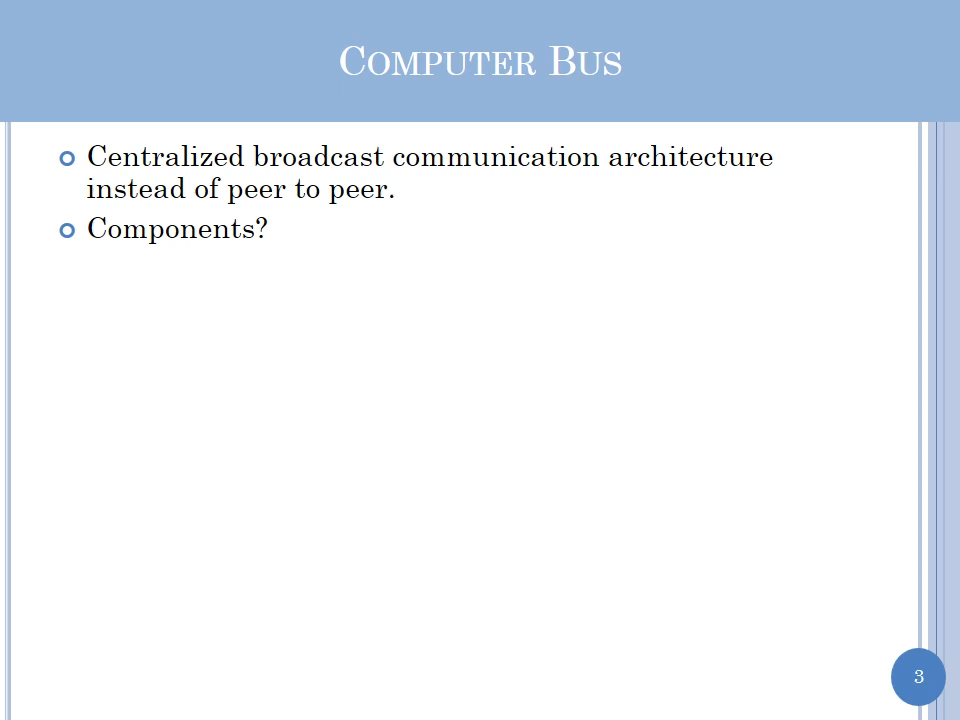 Computer Bus
Centralized broadcast communication architecture
instead of peer to peer.
Components?
3